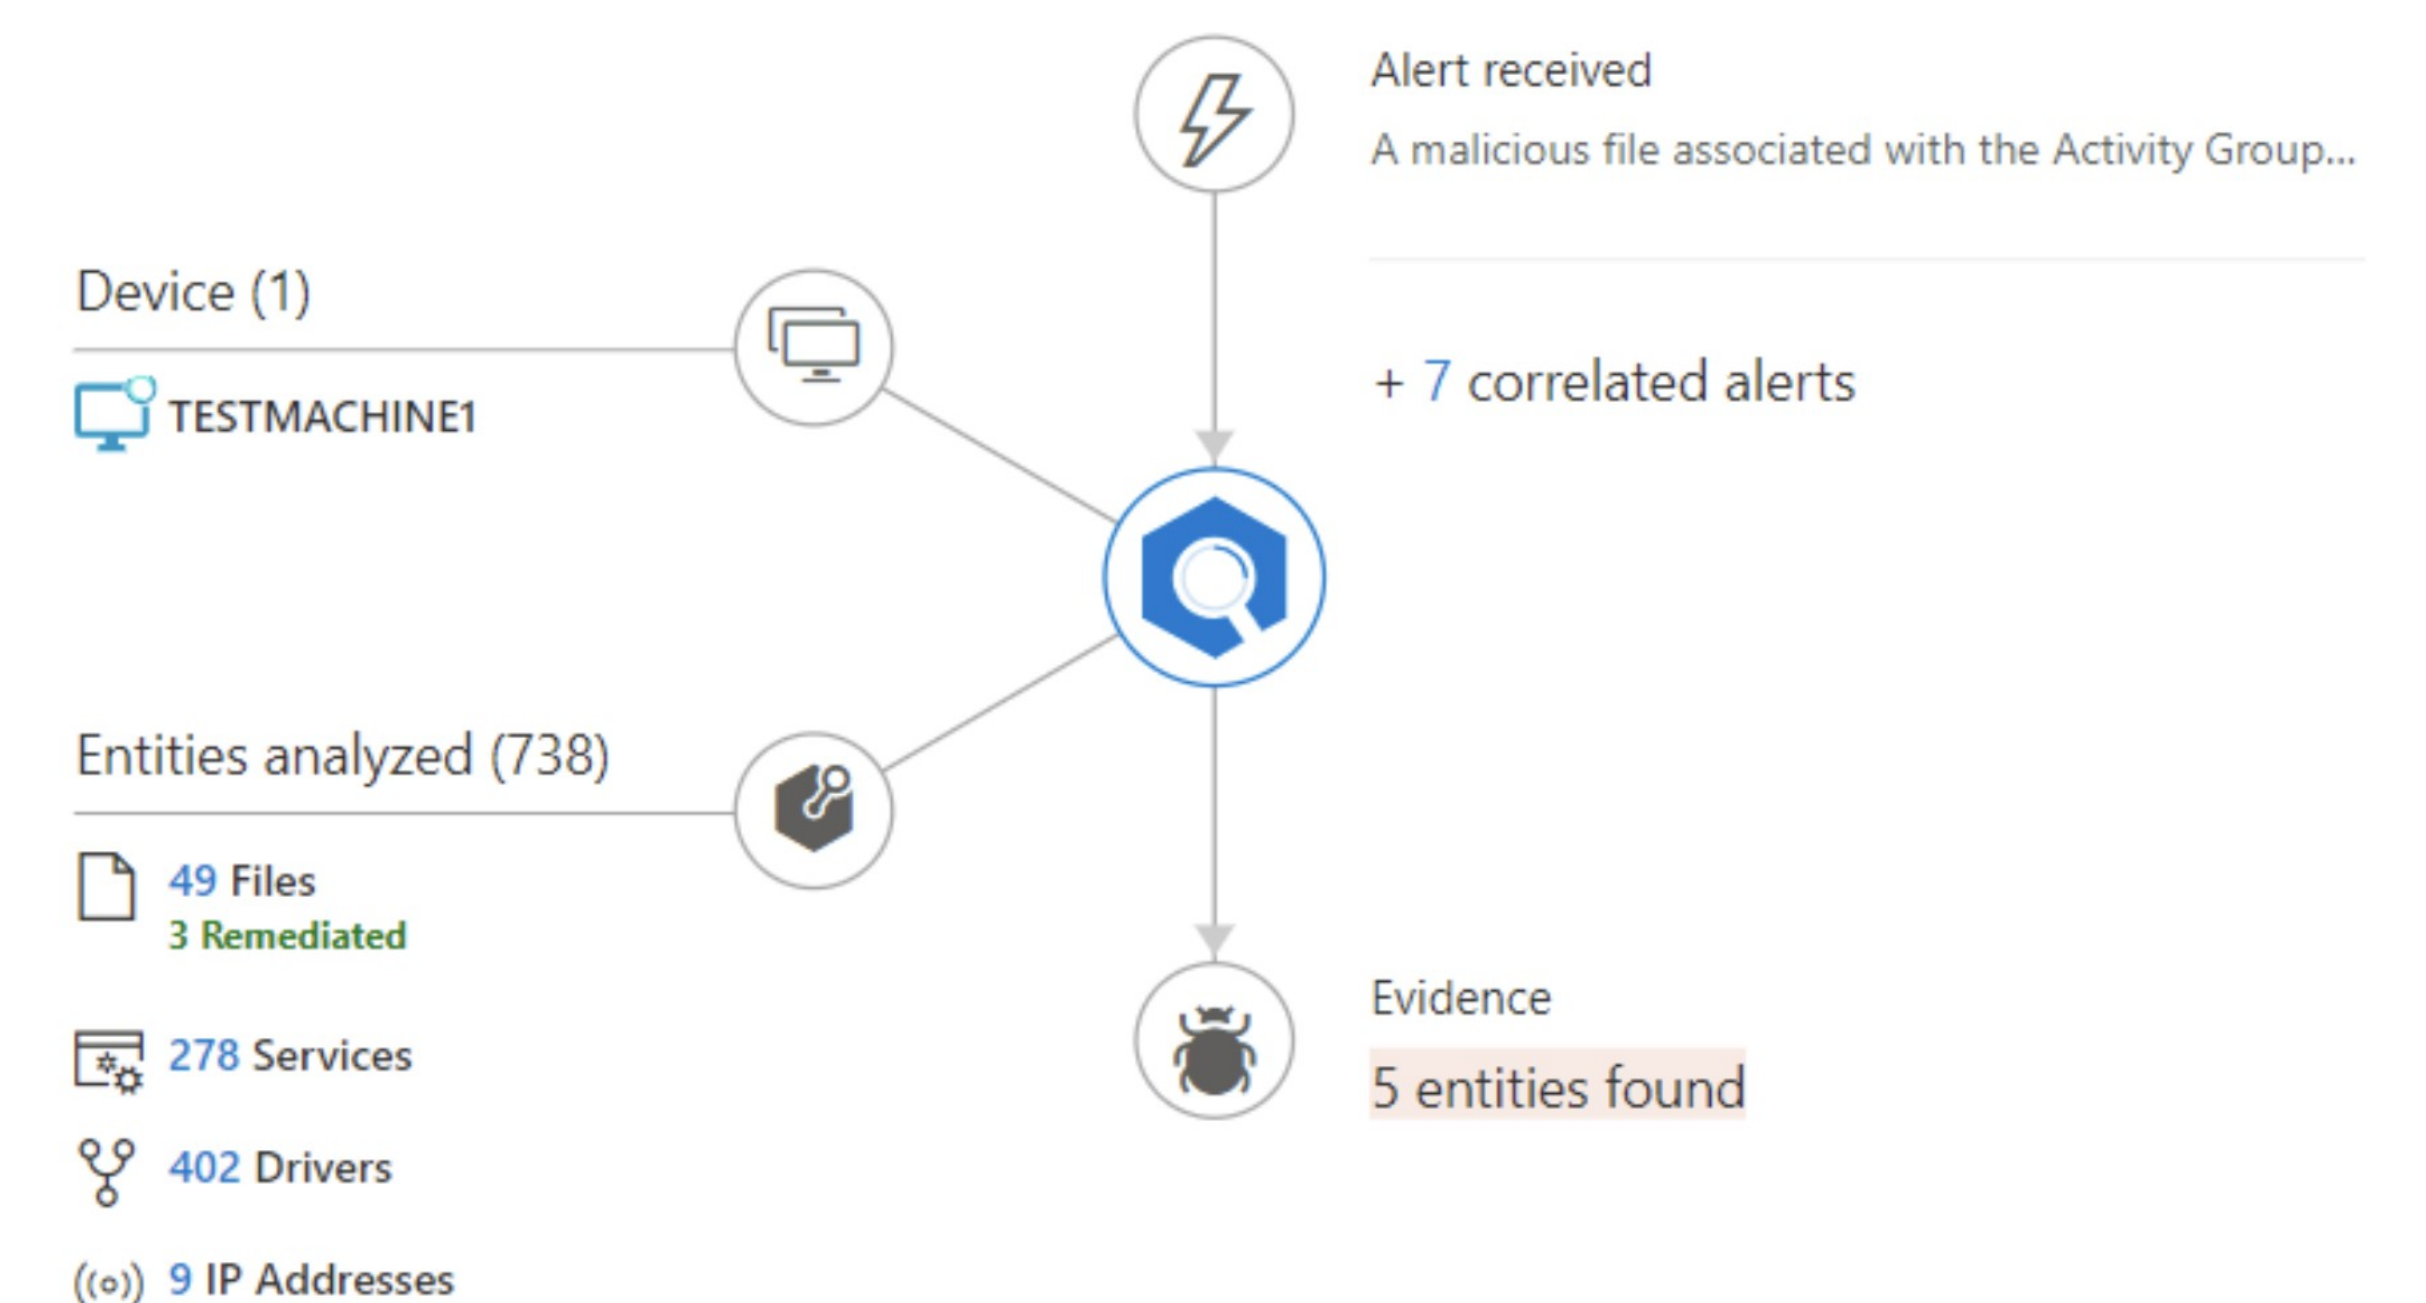 Alert received
A malicious file associated with the Activity Group...
+ 7 correlated alerts
Device (1)
TESTMACHINE1
Entities analyzed (738)
49 Files
3 Remediated
278 Services
402 Drivers
9 IP Addresses
Evidence
5 entities found